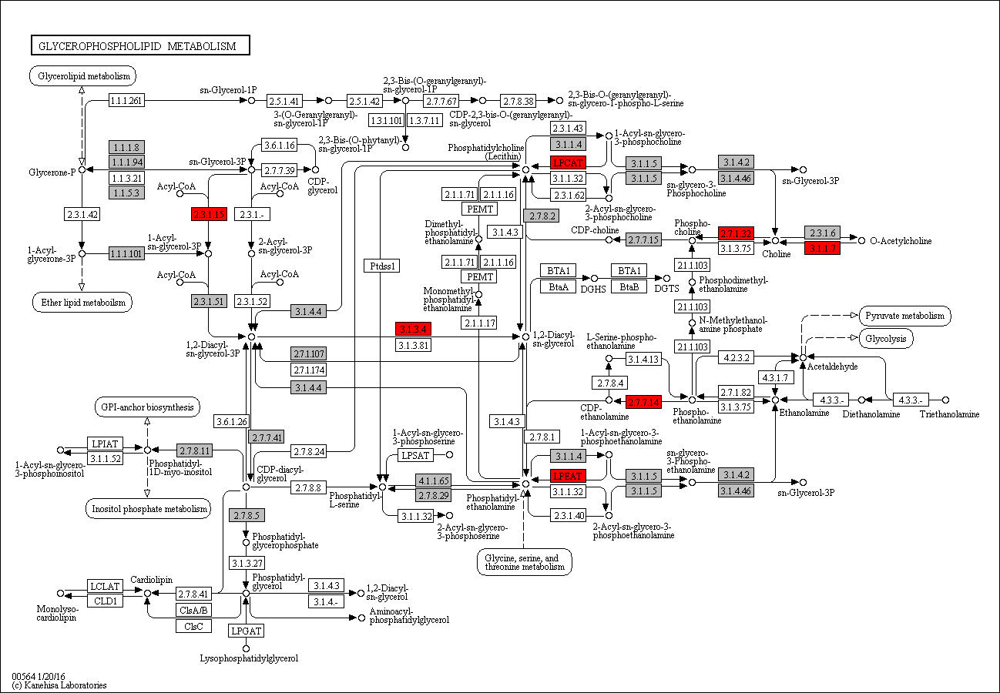 GLYCEROPHOSPHOLIPID METABOLISM
Glycerolipid metabolism
1.1.1.261
sn-Glycerol-1P
2.5.1.41
3-(O-Geranylgeranyl)-
sn-glycerol-1P
2.5.1.42
2,3-Bis-(O-geranylgeranyl)-
sn-glycerol-1P
2.7.7.67
CDP-2,3-bis-O-(geranylgeranyl)-
sn-glycerol
2.7.8.38
2,3-Bis-O-(geranylgeranyl)-
sn-glycero-1-phospho-L-serine
1.3.1.101
1.3.7.11
2,3-Bis-(O-phytanyl)-
sn-glycerol-1P
1.1.1.8
1.1.1.94
1.1.3.21
1.1.5.3
Glycerone-P
sn-Glycerol-3P
3.6.1.16
2.7.7.39
CDP-
glycerol
Acyl-CoA
Acyl-CoA
2.3.1.42
2.3.1.15
2.3.1.-
1-Acyl-
glycerone-3P
1.1.1.101
1-Acyl-
sn-glycerol-3P
2-Acyl-
sn-glycerol-3P
Acyl-CoA
Acyl-CoA
Ether lipid metaboilsm
2.3.1.51
2.3.1.52
3.1.4.4
1,2-Diacyl-
sn-glycerol-3P
3.1.3.4
3.1.3.81
2.7.1.107
2.7.1.174
3.1.4.4
Ptdss1
Phosphatidylcholine
(Lecithin)
2.3.1.43
3.1.1.4
LPCAT
3.1.1.32
2.3.1.62
1-Acyl-sn-glycero-
3-phosphocholine
2-Acyl-sn-glycero-
3-phosphocholine
3.1.1.5
3.1.1.5
sn-glycero-3-
Phosphocholine
3.1.4.2
3.1.4.46
sn-Glycerol-3P
2.1.1.71
2.1.1.16
PEMT
Dimethyl-
phosphatidyl-
ethanolamine
2.1.1.71
2.1.1.16
PEMT
Monomethyl-
phosphatidyl-
ethanolamine
2.1.1.17
3.1.4.3
2.7.8.2
CDP-choline
2.7.7.15
Phospho-
choline
2.7.1.32
3.1.3.75
Choline
2.3.1.6
3.1.1.7
O-Acetylcholine
BTA1
BtaA
DGHS
BTA1
BtaB
DGTS
2.1.1.103
Phosphodimethyl-
ethanolamine
2.1.1.103
N-Methylethanol-
amine phosphate
2.1.1.103
1,2-Diacyl-
sn-glycerol
L-Serine-phospho-
ethanolamine
3.1.4.13
2.7.8.4
CDP-
ethanolamine
2.7.7.14
Phospho-
ethanolamine
4.2.3.2
Acetaldehyde
Pyruvate metabolism
Glycolysis
4.3.1.7
2.7.1.82
3.1.3.75
Ethanolamine
4.3.3.-
Diethanolamine
4.3.3.-
Triethanolamine
GPI-anchor biosynthesis
3.6.1.26
2.7.7.41
3.1.4.3
2.7.8.1
LPIAT
3.1.1.52
1-Acyl-sn-glycero-
3-phosphoinositol
2.7.8.11
Phosphatidyl-
1D-myo-inositol
Inositol phosphate metabolism
2.7.8.24
CDP-diacyl-
glycerol
2.7.8.8
Phosphatidyl-
L-serine
1-Acyl-sn-glycero-
3-phosphoserine
LPSAT
4.1.1.65
2.7.8.29
3.1.1.32
2-Acyl-sn-glycero-
3-phosphoserine
Phosphatidyl-
ethanolamine
1-Acyl-sn-glycero-3-
phosphoethanolamine
3.1.1.4
LPEAT
3.1.1.32
2.3.1.40
2-Acyl-sn-glycero-3-
phosphoethanolamine
3.1.1.5
3.1.1.5
sn-glycero-
3-Phospho-
ethanolamine
3.1.4.2
3.1.4.46
sn-Glycerol-3P
Glycine, serine, and
threonine metabolism
2.7.8.5
Phosphatidyl-
glycerophosphate
3.1.3.27
Phosphatidyl-
glycerol
LCLAT
CLD1
Monolyso-
cardiolipin
Cardiolipin
2.7.8.41
ClsA/B
ClsC
3.1.4.3
3.1.4.-
1,2-Diacyl-
sn-glycerol
Aminoacyl-
phosphatidylglycerol
LPGAT
Lysophosphatidylglycerol
00564 1/20/16
(c) Kanehisa Laboratories